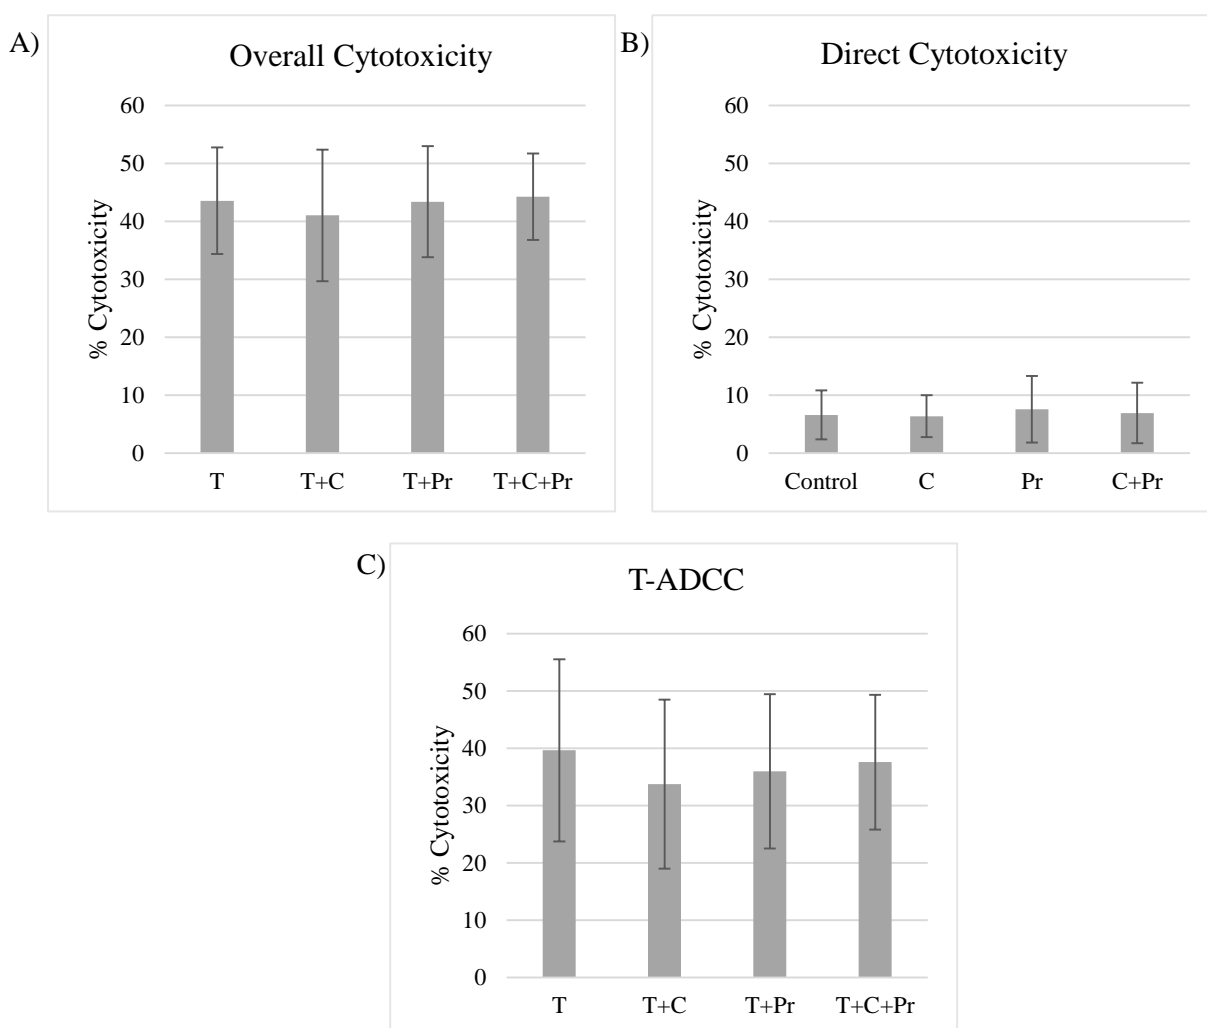 A)
Overall Cytotoxicity
% Cytotoxicity
60
50
40
30
20
10
0
T T+C T+Pr T+C+Pr
B)
Direct Cytotoxicity
% Cytotoxicity
60
50
40
30
20
10
0
Control C Pr C+Pr
C)
T-ADCC
% Cytotoxicity
60
50
40
30
20
10
0
T T+C T+Pr T+C+Pr